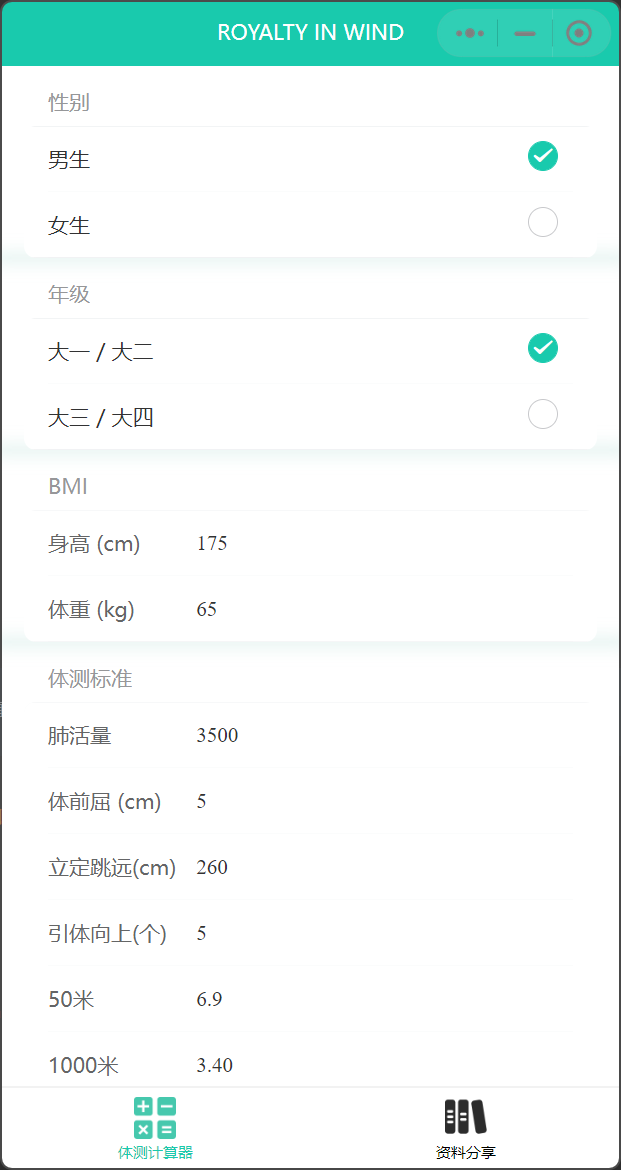 ROYALTY IN WIND
性别
男生
女生
年级
大一 / 大二
大三 / 大四
BMI
身高 (cm) 175
体重 (kg) 65
体测标准
肺活量 3500
体前屈 (cm) 5
立定跳远(cm) 260
引体向上(个) 5
50米 6.9
1000米 3.40
体测计算器 资料分享